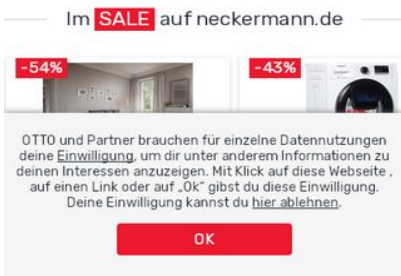 Im SALE auf neckermann.de
-54%
-43%
OTTO und Partner brauchen für einzelne Datennutzungen
deine Einwilligung, um dir unter anderem Informationen zu
deinen Interessen anzuzeigen. Mit Klick auf diese Webseite ,
auf einen Link oder auf „Ok“ gibst du diese Einwilligung.
Deine Einwilligung kannst du hier ablehnen.
OK